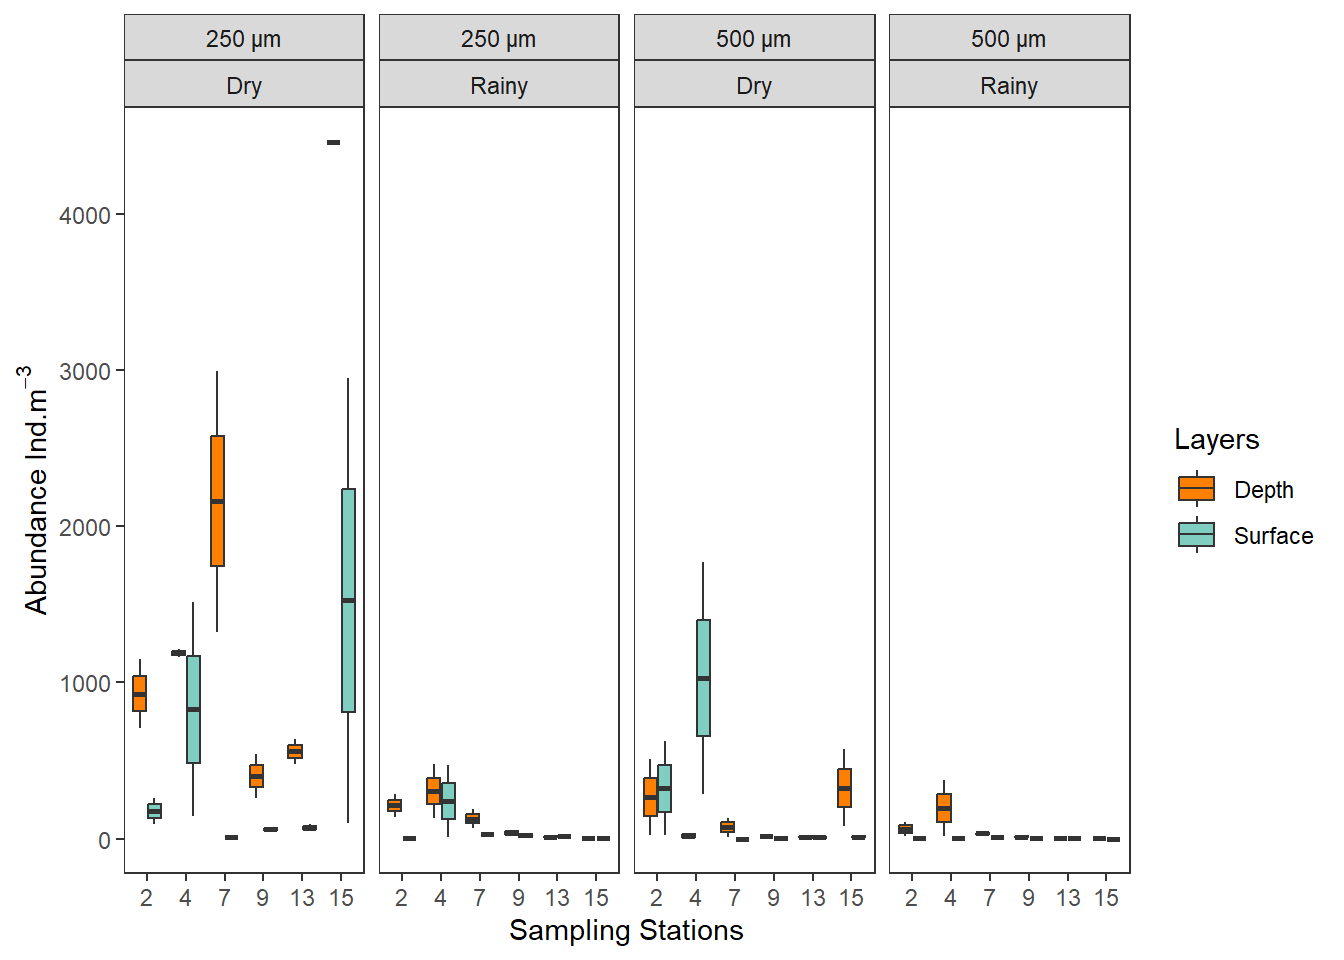 250 µm 250 µm 500 µm 500 µm
Dry Rainy Dry Rainy
Abundance Ind.m⁻³
4000
3000
2000
1000
0
2 4 7 9 13 15 2 4 7 9 13 15 2 4 7 9 13 15 2 4 7 9 13 15
Sampling Stations
Layers
Depth
Surface